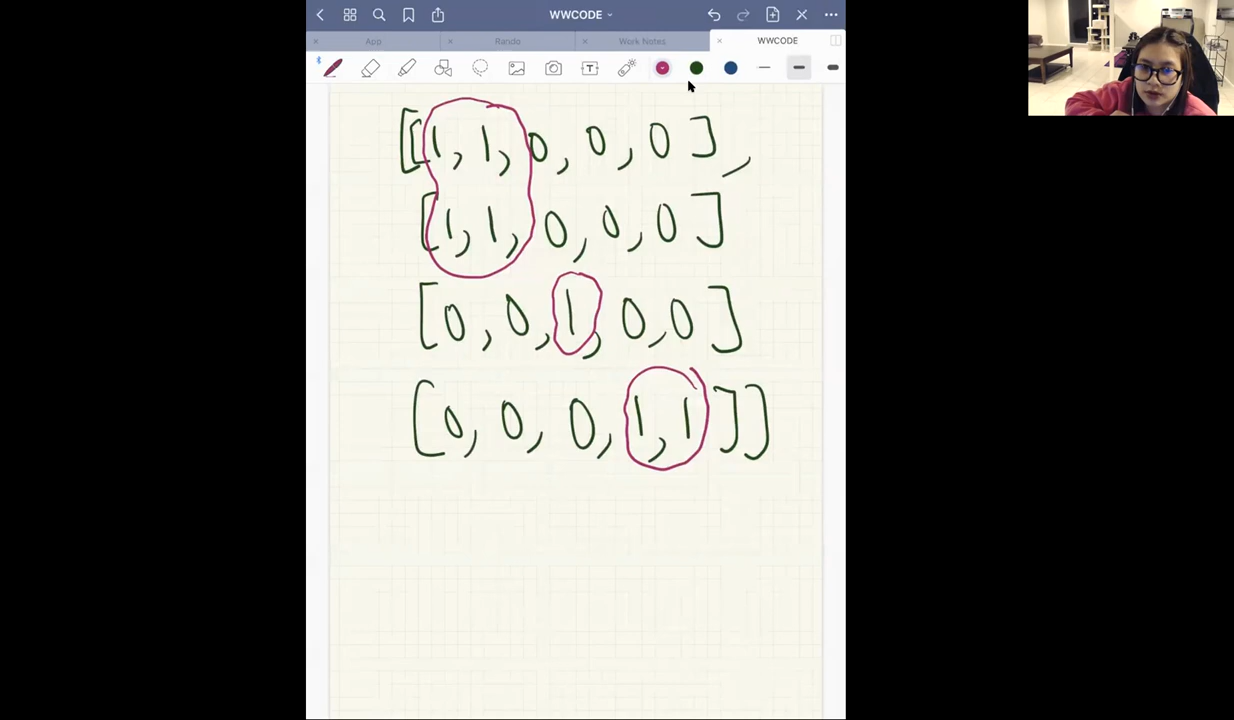 WWCODE
App
Rando
Work Notes
WWCODE
T
[[1, 1, 0, 0, 0],
[1, 1, 0, 0, 0]
[0, 0, 1, 0, 0]
[0, 0, 0, 1, 1]]